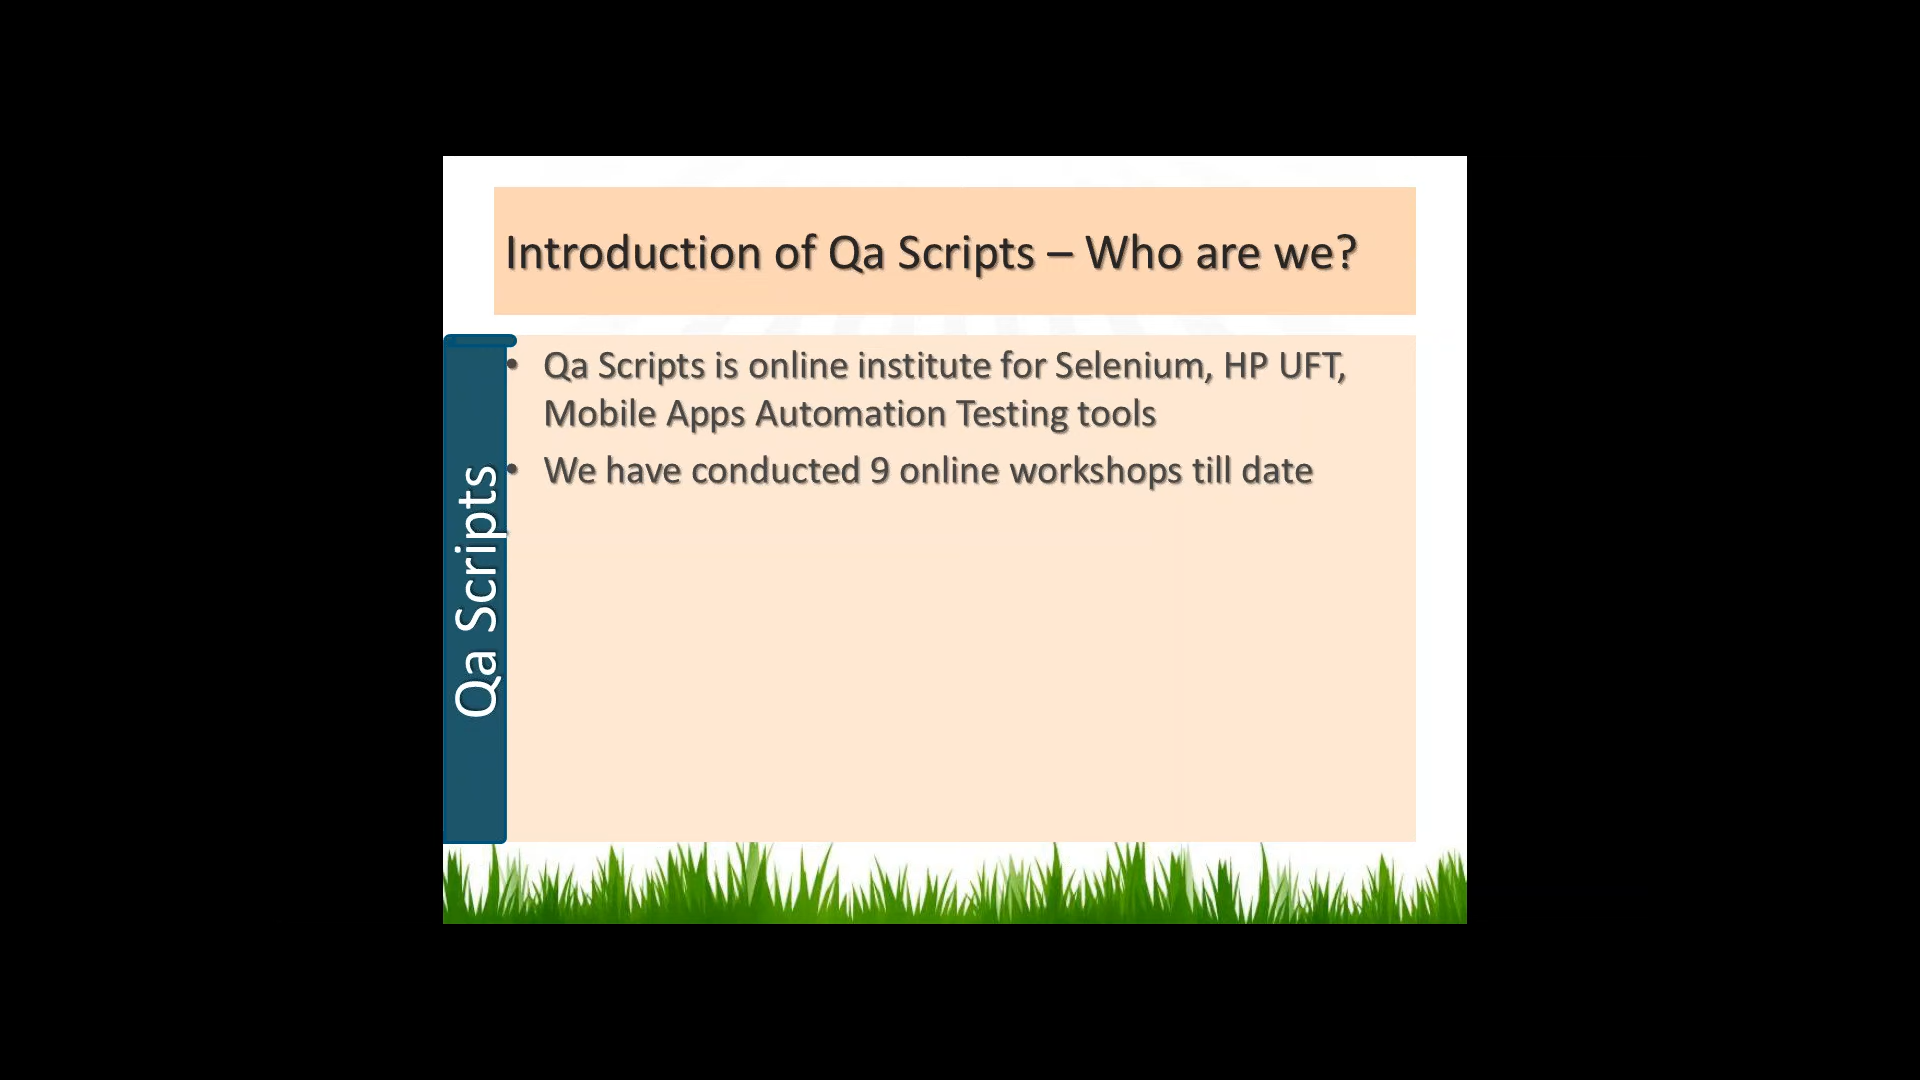 Introduction of Qa Scripts – Who are we?
• Qa Scripts is online institute for Selenium, HP UFT,
Mobile Apps Automation Testing tools
• We have conducted 9 online workshops till date
Qa Scripts